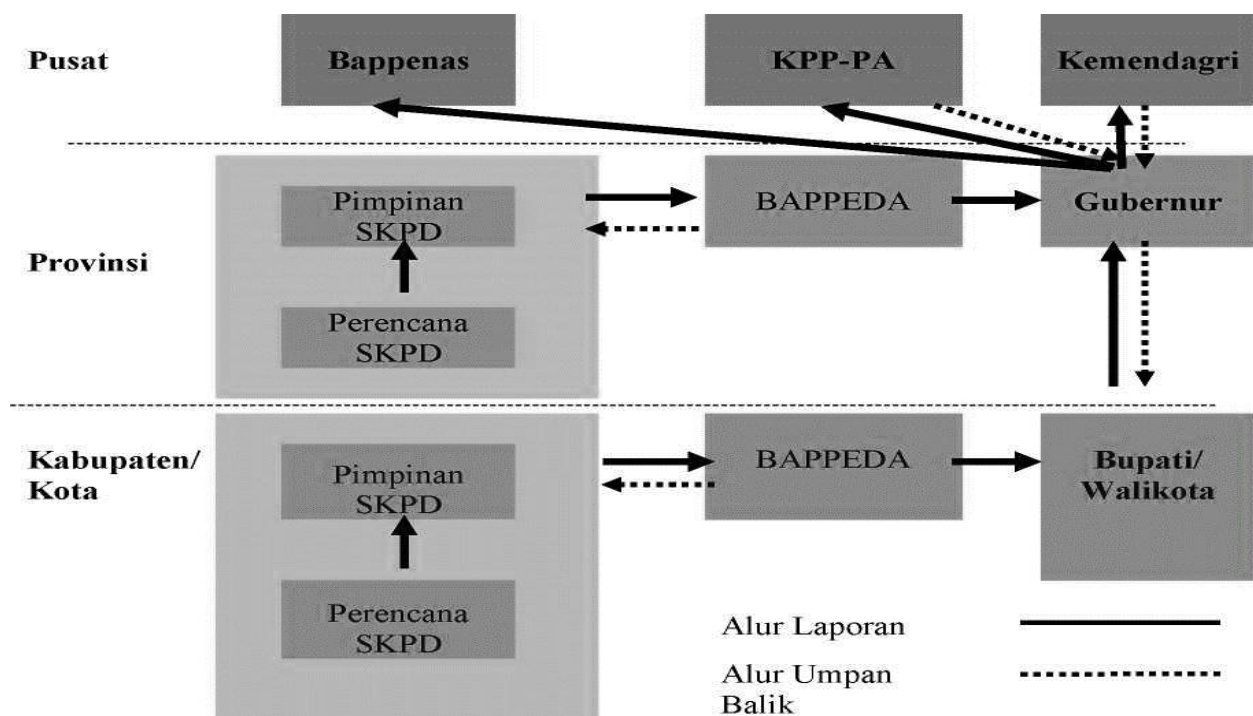 Pusat
Bappenas
KPP-PA
Kemendagri
Provinsi
Pimpinan
SKPD
Perencana
SKPD
BAPPEDA
Gubernur
Kabupaten/
Kota
Pimpinan
SKPD
Perencana
SKPD
BAPPEDA
Bupati/
Walikota
Alur Laporan
Alur Umpan
Balik